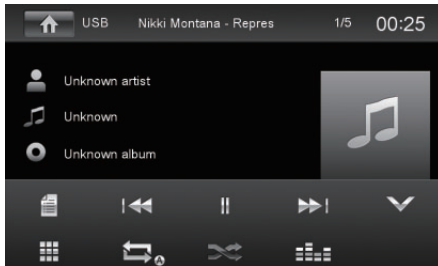 USB Nikki Montana - Repres 1/5 00:25
Unknown artist
Unknown
Unknown album
A